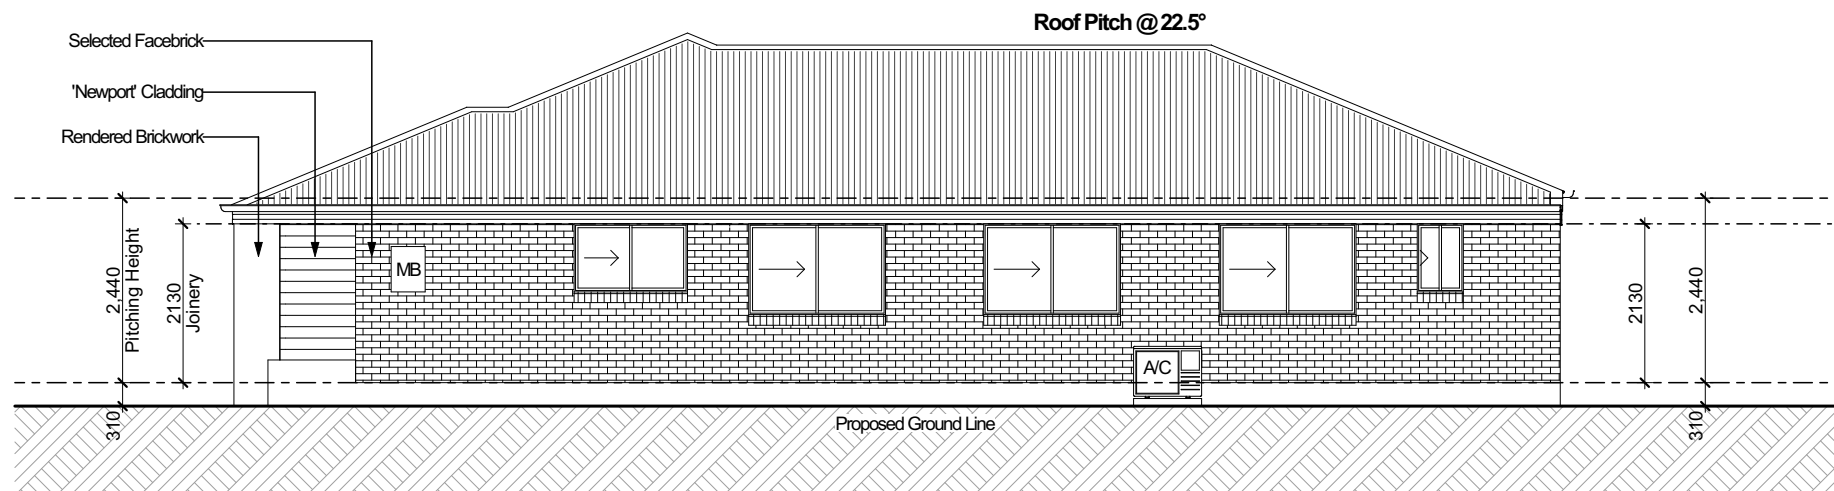 Roof Pitch @ 22.5°
Selected Facebrick
'Newport' Cladding
Rendered Brickwork
2,440
Pitching Height
2130
Joinery
310
MB
A/C
2130
2,440
310
Proposed Ground Line